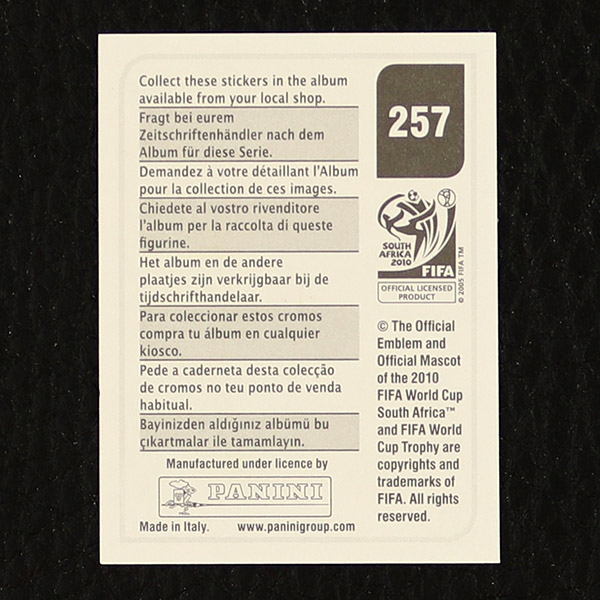 Collect these stickers in the album
available from your local shop.
Fragt bei eurem
Zeitschriftenhändler nach dem
Album für diese Serie.
Demandez à votre détaillant l'Album
pour la collection de ces images.
Chiedete al vostro rivenditore
l'album per la raccolta di queste
figurine.
Het album en de andere
plaatjes zijn verkrijgbaar bij de
tijdschrifthandelaar.
Para coleccionar estos cromos
compra tu álbum en cualquier
kiosco.
Pede a caderneta desta colecção
de cromos no teu ponto de venda
habitual.
Bayinizden aldığınız albümü bu
çıkartmalar ile tamamlayın.
Manufactured under licence by
PANINI
Made in Italy. www.paninigroup.com
257
SOUTH
AFRICA
2010
FIFA
OFFICIAL LICENSED
PRODUCT
© 2005 FIFA TM
© The Official
Emblem and
Official Mascot
of the 2010
FIFA World Cup
South Africa™
and FIFA World
Cup Trophy are
copyrights and
trademarks of
FIFA. All rights
reserved.